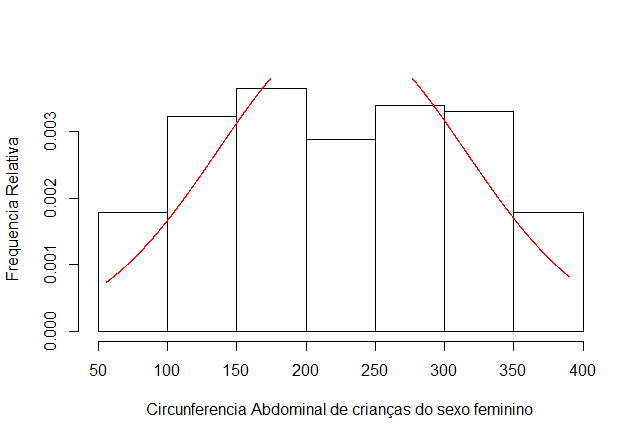 Frequencia Relativa
0.003
0.002
0.001
0.000
50 100 150 200 250 300 350 400
Circunferencia Abdominal de crianças do sexo feminino